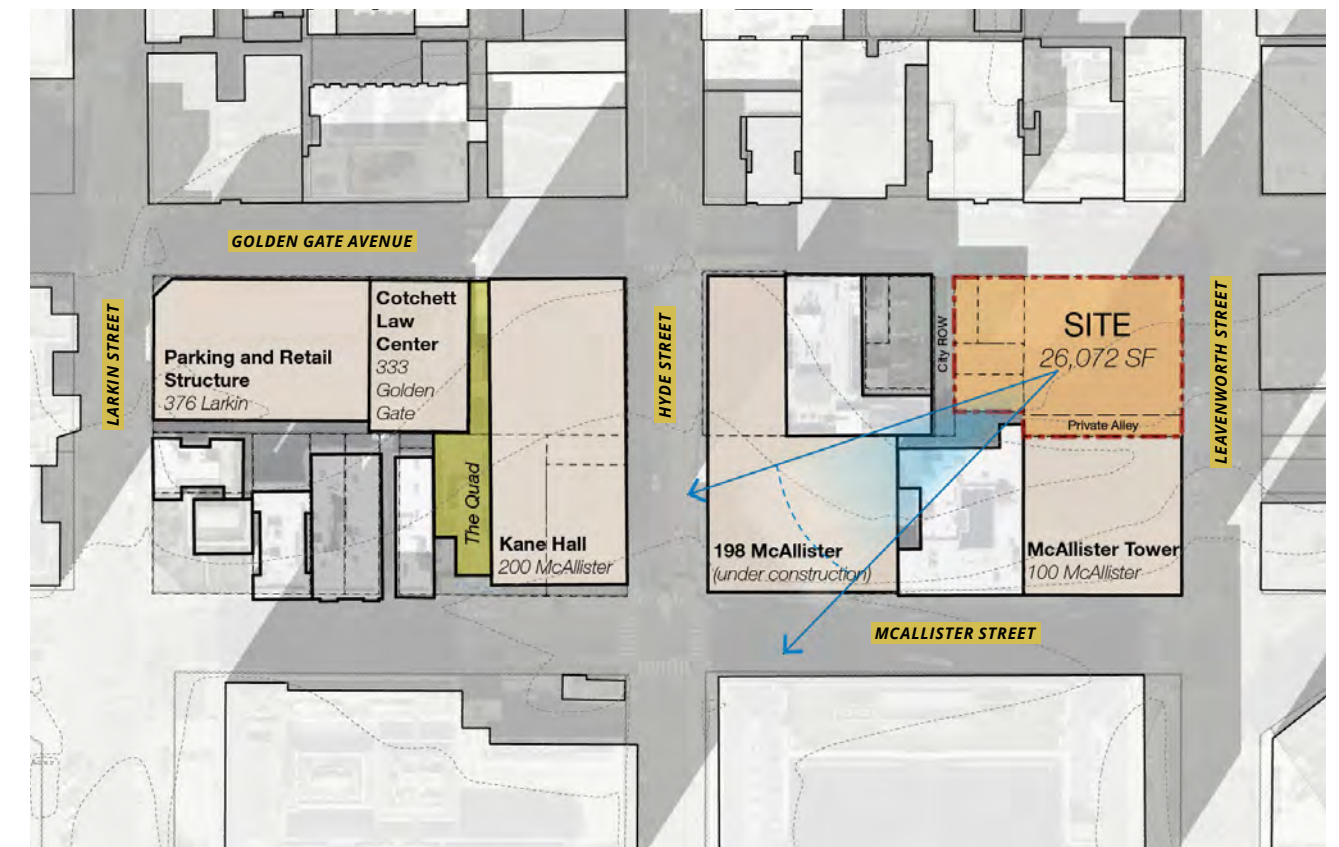 GOLDEN GATE AVENUE
LARKIN STREET
Parking and Retail
Structure
376 Larkin
Cotchett
Law
Center
333
Golden
Gate
The Quad
Kane Hall
200 McAllister
HYDE STREET
City ROW
SITE
26,072 SF
Private Alley
LEAVENWORTH STREET
198 McAllister
(under construction)
McAllister Tower
100 McAllister
MCALLISTER STREET